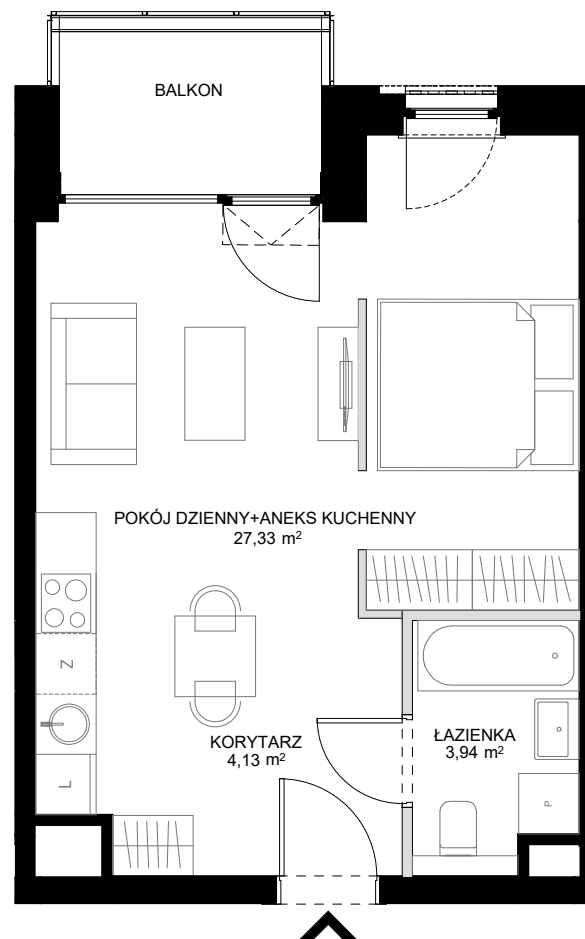 BALKON
POKÓJ DZIENNY+ANEKS KUCHENNY
27,33 m²
Z
KORYTARZ
4,13 m²
ŁAZIENKA
3,94 m²
L
P